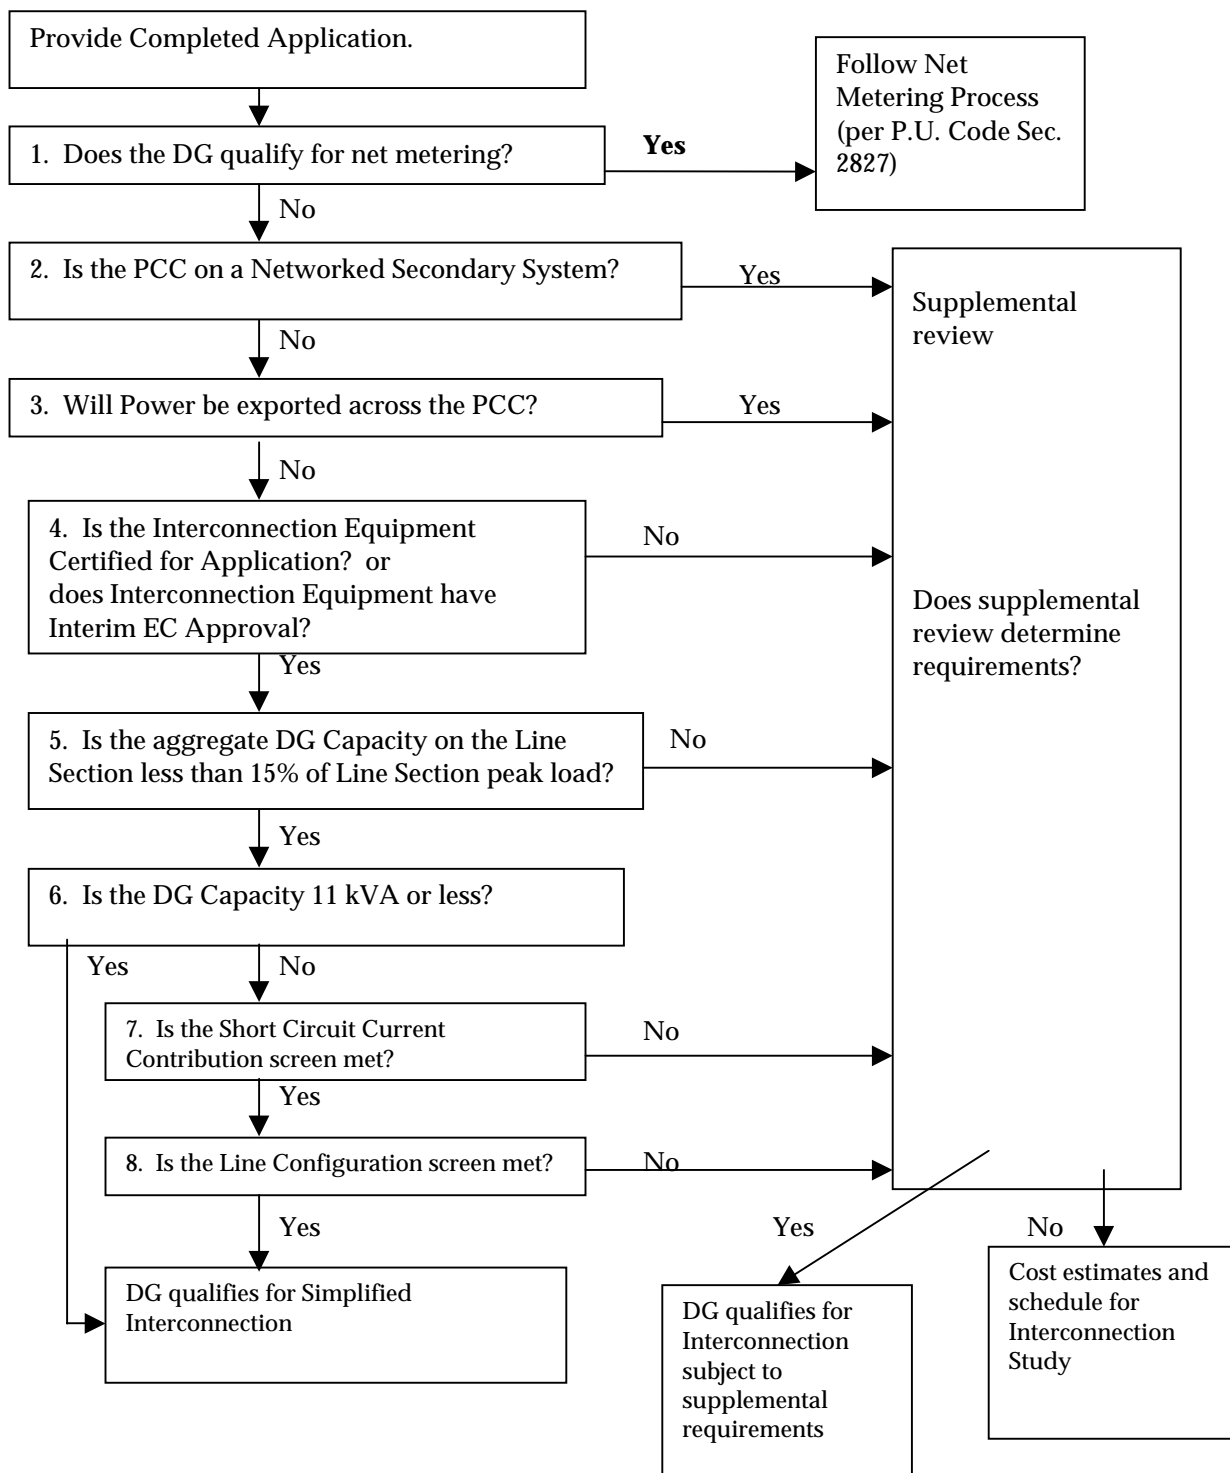 Provide Completed Application.
Follow Net
Metering Process
(per P.U. Code Sec.
2827)
1. Does the DG qualify for net metering?
Yes
No
2. Is the PCC on a Networked Secondary System?
Yes
Supplemental
review
No
3. Will Power be exported across the PCC?
Yes
No
4. Is the Interconnection Equipment
Certified for Application? or
does Interconnection Equipment have
Interim EC Approval?
No
Does supplemental
review determine
requirements?
Yes
5. Is the aggregate DG Capacity on the Line
Section less than 15% of Line Section peak load?
No
Yes
6. Is the DG Capacity 11 kVA or less?
Yes
No
7. Is the Short Circuit Current
Contribution screen met?
No
Yes
8. Is the Line Configuration screen met?
No
Yes
Yes
No
DG qualifies for Simplified
Interconnection
DG qualifies for
Interconnection
subject to
supplemental
requirements
Cost estimates and
schedule for
Interconnection
Study